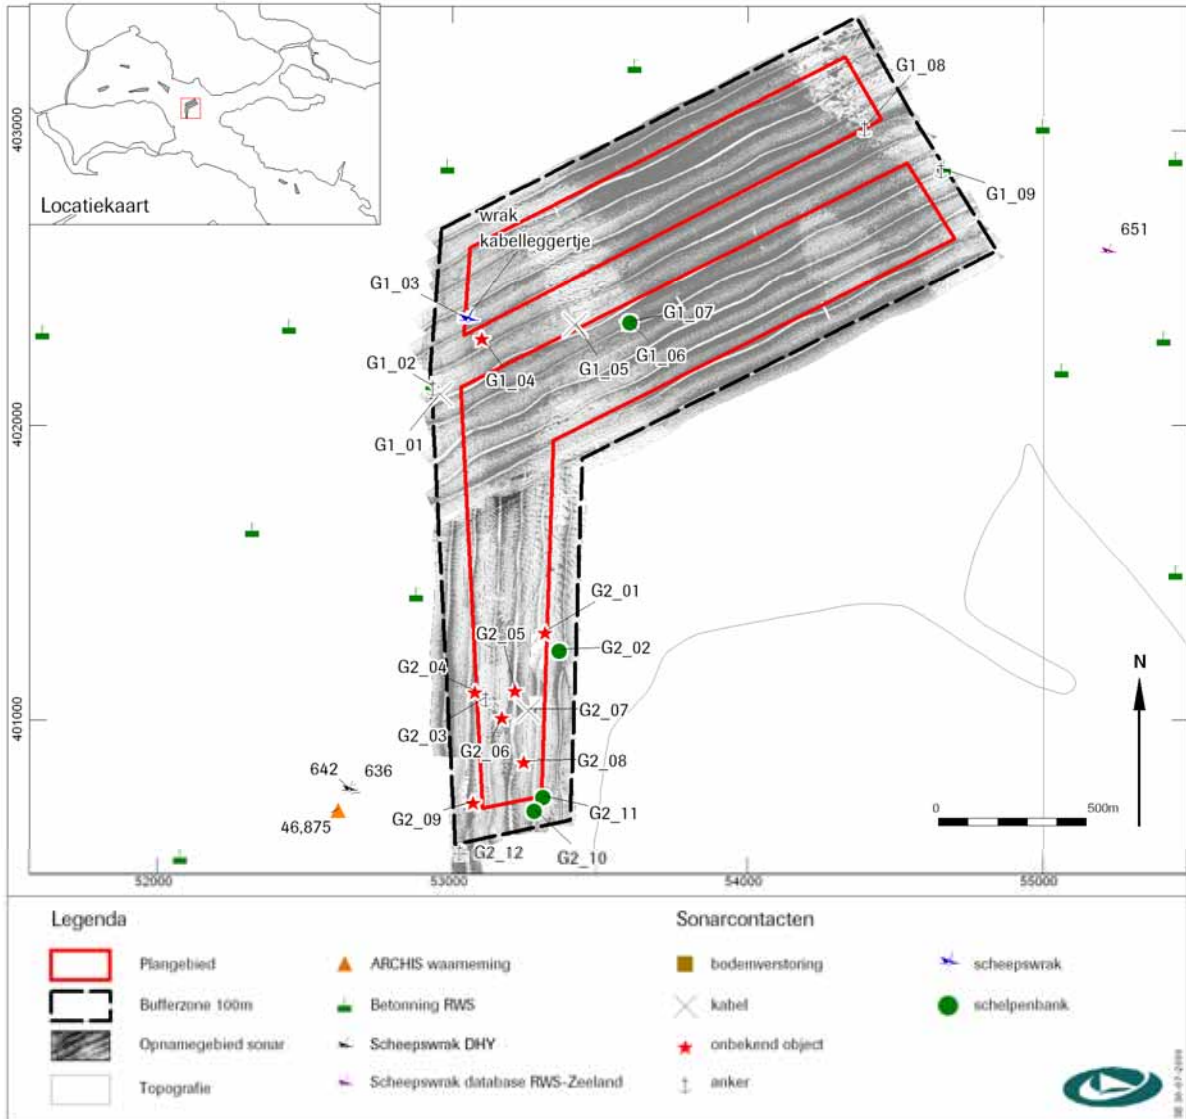 Locatiekaart
403000
402000
401000
G1_08
G1_09
651
wrak
kabelleggertje
G1_03
G1_07
G1_06
G1_05
G1_04
G1_02
G1_01
G2_01
G2_05
G2_02
G2_04
G2_07
G2_03
G2_06
G2_08
642
636
46,875
G2_09
G2_11
G2_12
G2_10
N
0
500m
52000
53000
54000
55000
Legenda
Plangebied
Bufferzone 100m
Opnamegebied sonar
Topografie
ARCHIS waarneming
Betonning RWS
Scheepswrak DHY
Scheepswrak database RWS-Zeeland
Sonarcontacten
bodemverstoring
kabel
onbekend object
anker
scheepswrak
schelpenbank